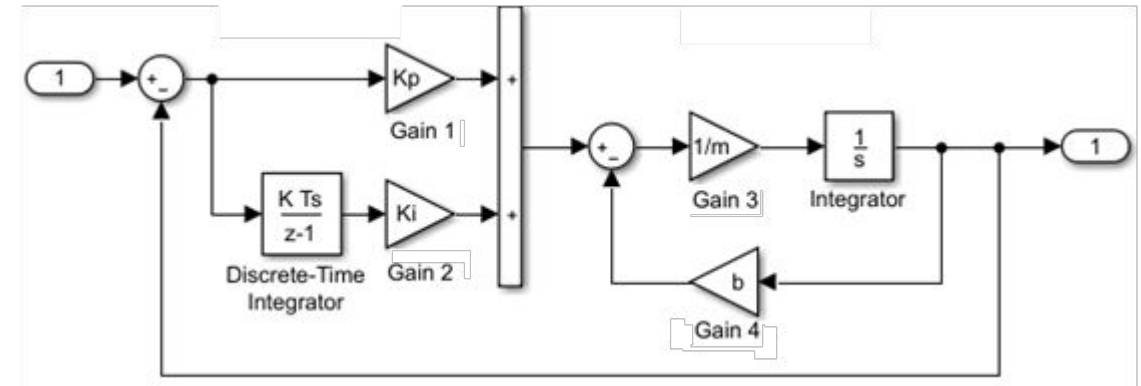 1
+
−
Kp
Gain 1
+
K Ts
z-1
Discrete-Time
Integrator
Ki
Gain 2
+
+
−
1/m
Gain 3
1
s
Integrator
b
Gain 4
1